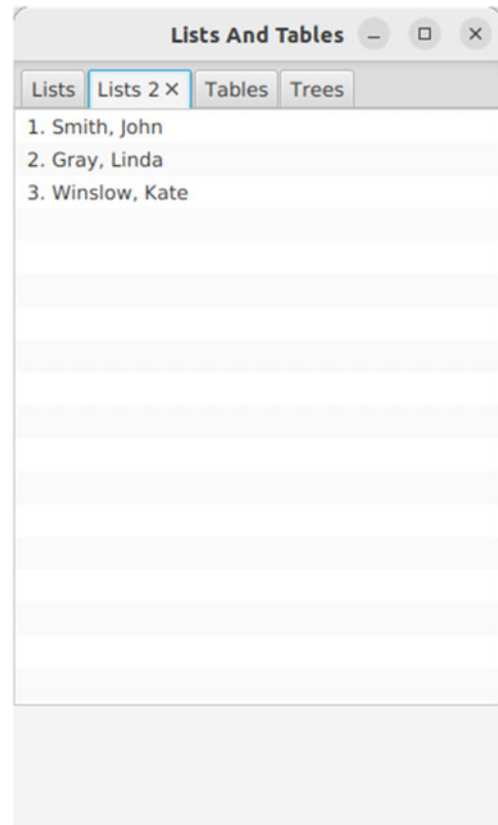 Lists And Tables
Lists Lists 2 Tables Trees
1. Smith, John
2. Gray, Linda
3. Winslow, Kate